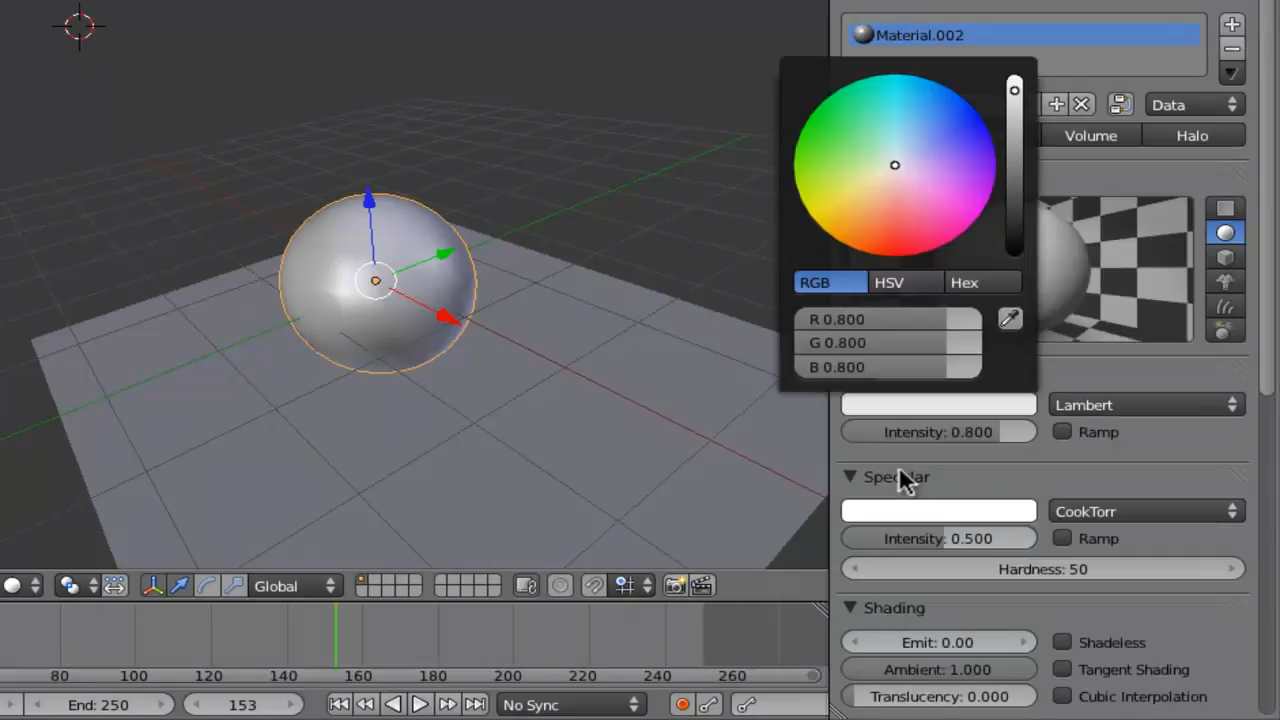 Material.002
Data
Volume Halo
RGB HSV Hex
R 0.800
G 0.800
B 0.800
Lambert
Intensity: 0.800 Ramp
Specular
CookTorr
Intensity: 0.500 Ramp
Hardness: 50
Shading
Emit: 0.00 Shadeless
Ambient: 1.000 Tangent Shading
Translucency: 0.000 Cubic Interpolation
Global
80 100 120 140 160 180 200 220 240 260
End: 250 153 No Sync